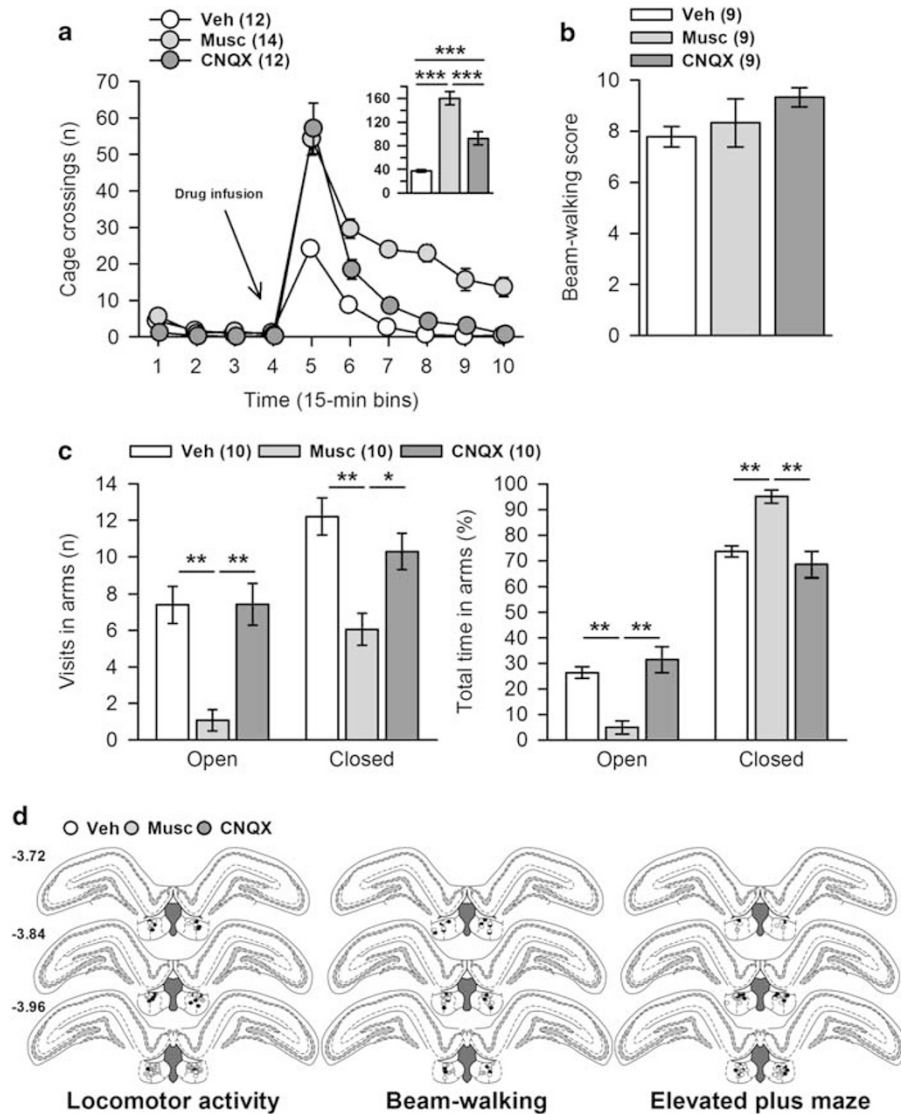 a
Veh (12)
Musc (14)
CNQX (12)
Cage crossings (n)
70
60
50
40
30
20
10
0
Drug infusion
***
*** ***
160
120
80
40
0
1 2 3 4 5 6 7 8 9 10
Time (15-min bins)
b
Veh (9)
Musc (9)
CNQX (9)
Beam-walking score
10
8
6
4
2
0
c
Veh (10) Musc (10) CNQX (10)
Visits in arms (n)
14
12
10
8
6
4
2
0
** **
** *
Open Closed
Total time in arms (%)
100
90
80
70
60
50
40
30
20
10
0
** **
** **
Open Closed
d
Veh Musc CNQX
-3.72
-3.84
-3.96
Locomotor activity Beam-walking Elevated plus maze